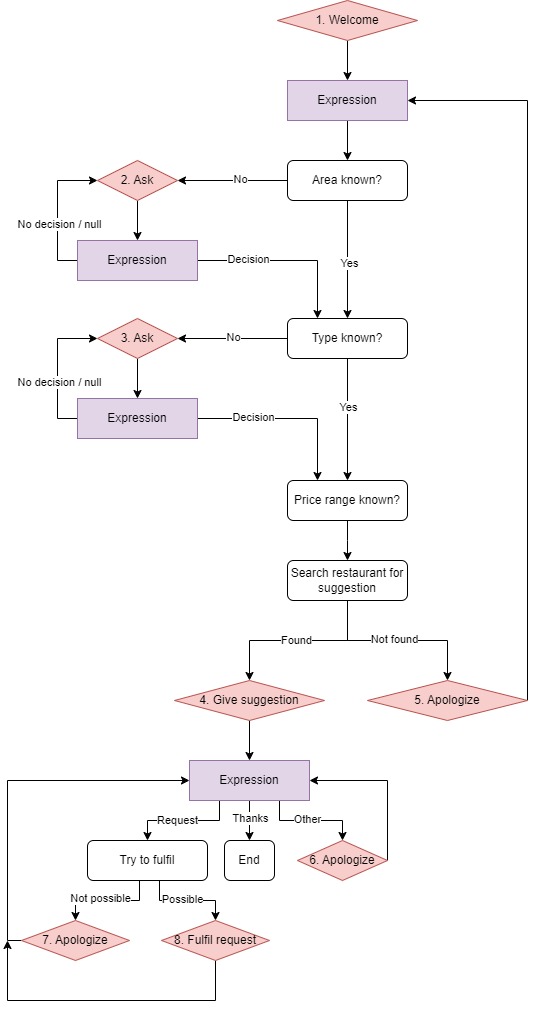 1. Welcome
Expression
Area known?
No
2. Ask
No decision / null
Expression
Decision
Yes
Type known?
No
3. Ask
No decision / null
Expression
Decision
Yes
Price range known?
Search restaurant for
suggestion
Found
Not found
4. Give suggestion
5. Apologize
Expression
Request
Thanks
Other
Try to fulfil
End
6. Apologize
Not possible
Possible
7. Apologize
8. Fulfil request